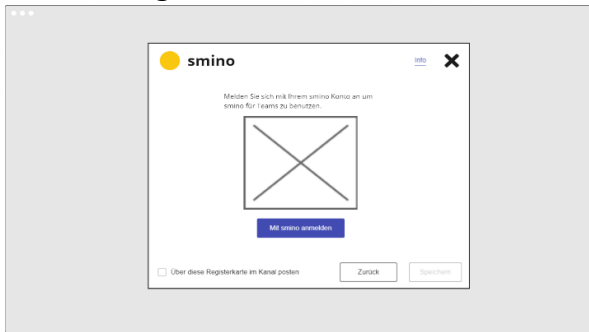 smino
Info
Melden Sie sich mit Ihrem smino Konto an um
smino für Teams zu benutzen.
Mit smino anmelden
Über diese Registerkarte im Kanal posten
Zurück
Speichern